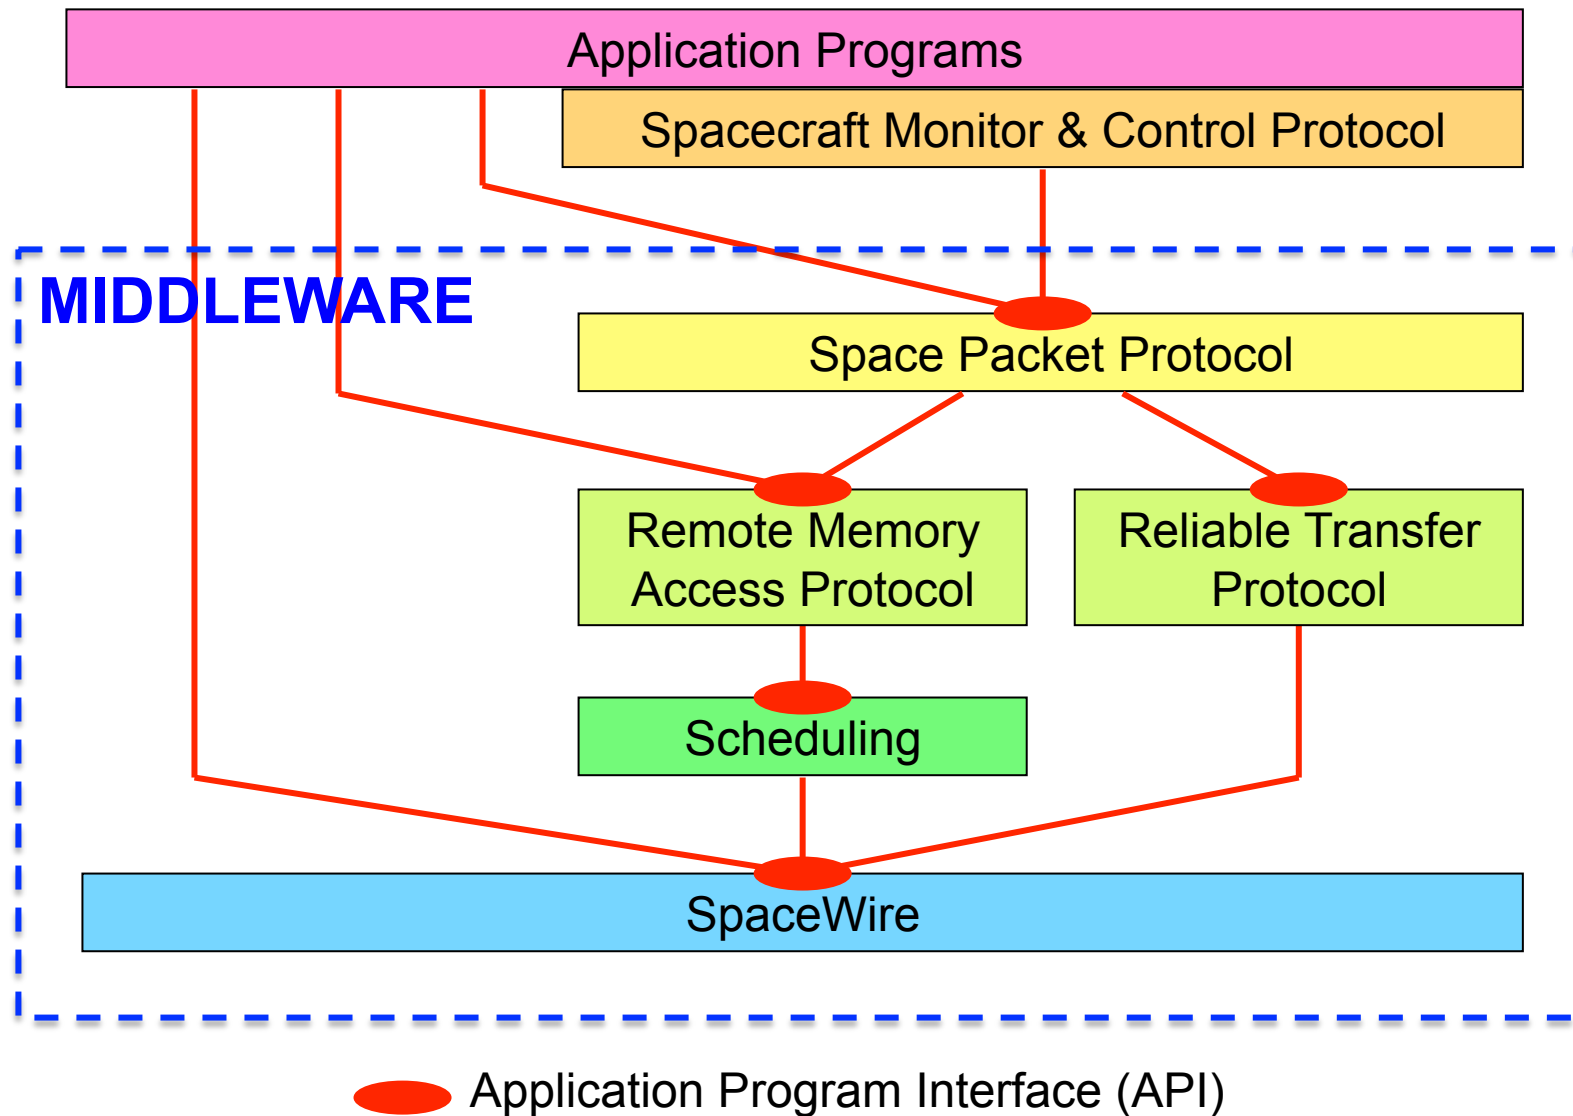 Application Programs
Spacecraft Monitor & Control Protocol
MIDDLEWARE
Space Packet Protocol
Remote Memory
Access Protocol
Reliable Transfer
Protocol
Scheduling
SpaceWire
Application Program Interface (API)